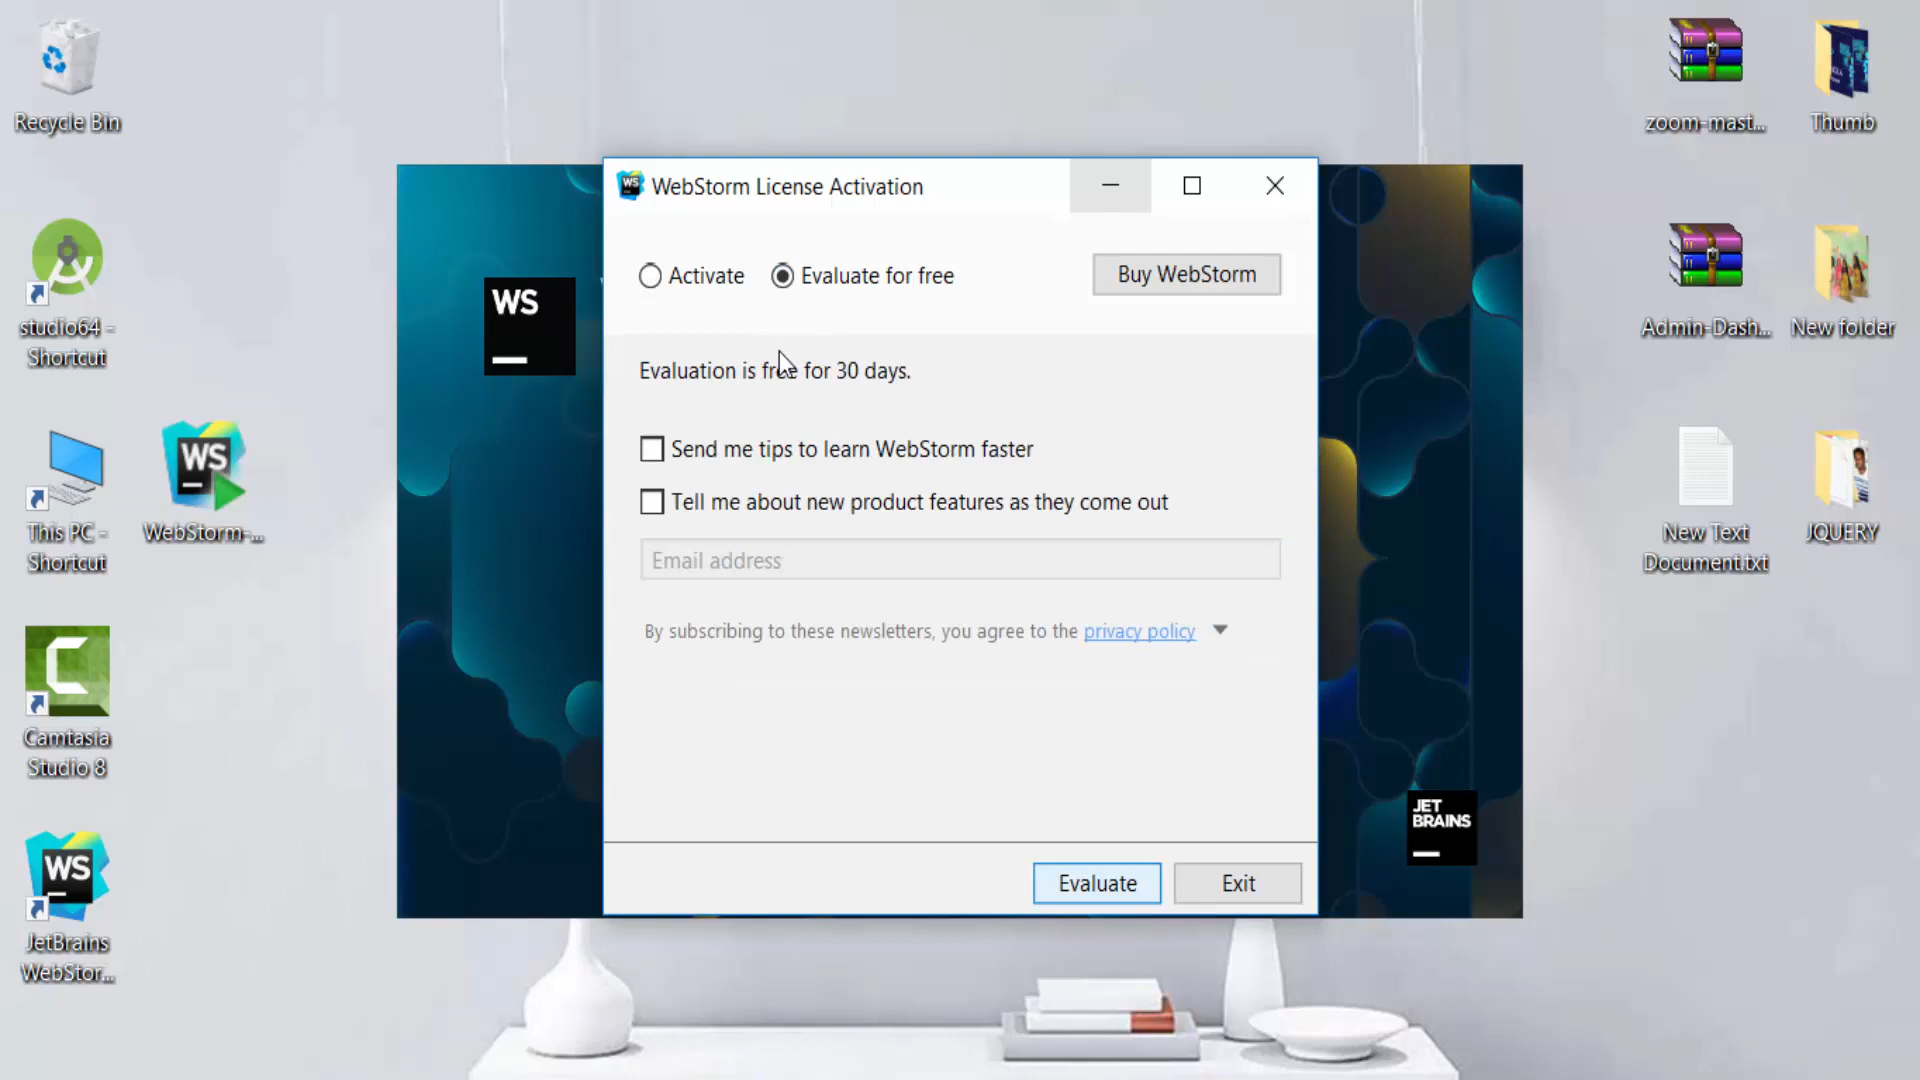 Recycle Bin
studio64 -
Shortcut
This PC -
Shortcut
WS
WebStorm-...
Camtasia
Studio 8
WS
JetBrains
WebStor...
WS
WS
WebStorm License Activation
Activate
Evaluate for free
Buy WebStorm
Evaluation is free for 30 days.
Send me tips to learn WebStorm faster
Tell me about new product features as they come out
Email address
By subscribing to these newsletters, you agree to the privacy policy
Evaluate
Exit
JET
BRAINS
zoom-mast...
Thumb
Admin-Dash...
New folder
New Text
Document.txt
JQUERY